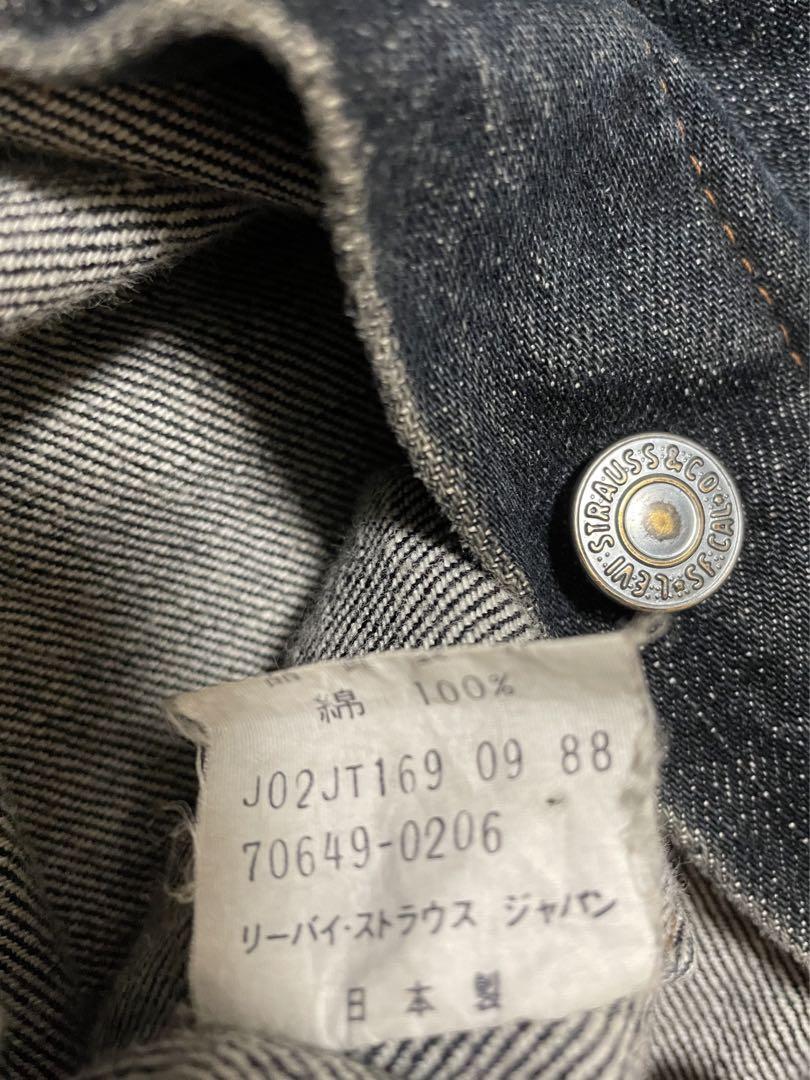 LEVI STRAUSS & CO SF CAL
綿 100%
J02JT169 09 88
70649-0206
リーバイ・ストラウス ジャパン
日本製